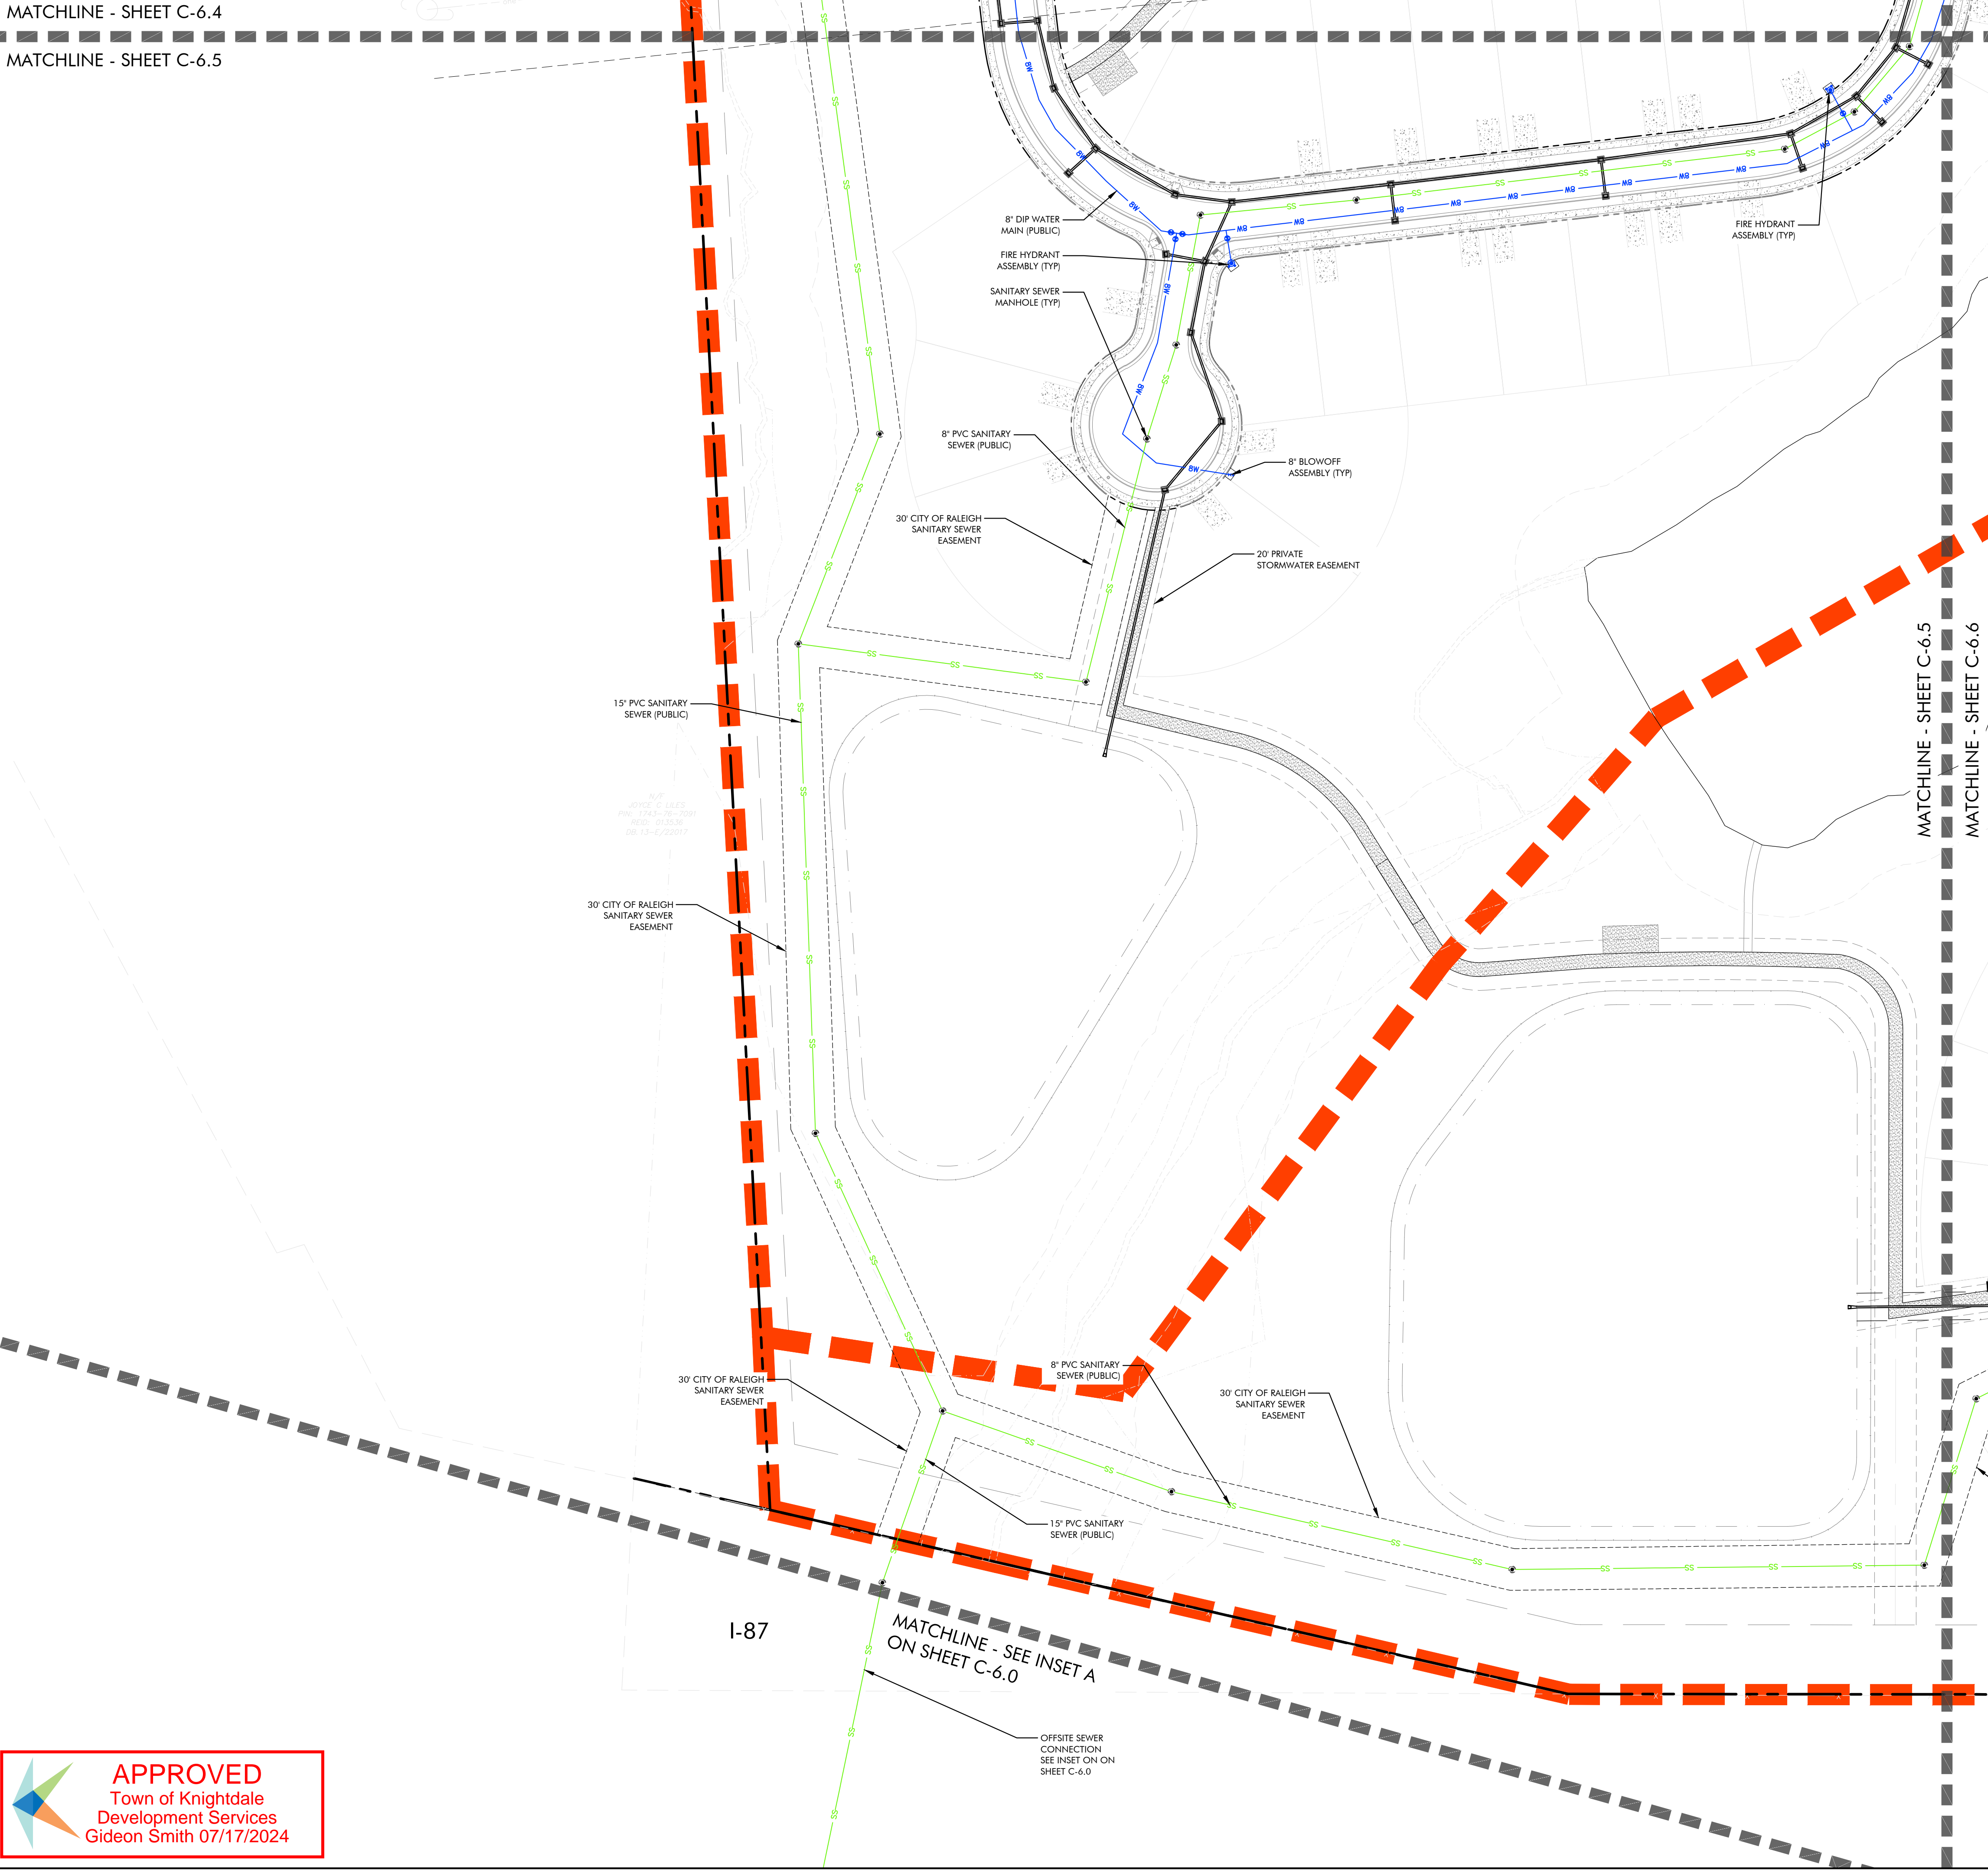 MATCHLINE - SHEET C-6.4
MATCHLINE - SHEET C-6.5
8" DIP WATER
MAIN (PUBLIC)
FIRE HYDRANT
ASSEMBLY (TYP)
SANITARY SEWER
MANHOLE (TYP)
FIRE HYDRANT
ASSEMBLY (TYP)
8" PVC SANITARY
SEWER (PUBLIC)
8" BLOWOFF
ASSEMBLY (TYP)
30' CITY OF RALEIGH
SANITARY SEWER
EASEMENT
20' PRIVATE
STORMWATER EASEMENT
MATCHLINE - SHEET C-6.5
MATCHLINE - SHEET C-6.6
15" PVC SANITARY
SEWER (PUBLIC)
N/F
JOYCE C LILES
30' CITY OF RALEIGH
SANITARY SEWER
EASEMENT
8" PVC SANITARY
SEWER (PUBLIC)
30' CITY OF RALEIGH
SANITARY SEWER
EASEMENT
30' CITY OF RALEIGH
SANITARY SEWER
EASEMENT
15" PVC SANITARY
SEWER (PUBLIC)
I-87
MATCHLINE - SEE INSET A
ON SHEET C-6.0
OFFSITE SEWER
CONNECTION
SEE INSET ON ON
SHEET C-6.0
APPROVED
Town of Knightdale
Development Services
Gideon Smith 07/17/2024